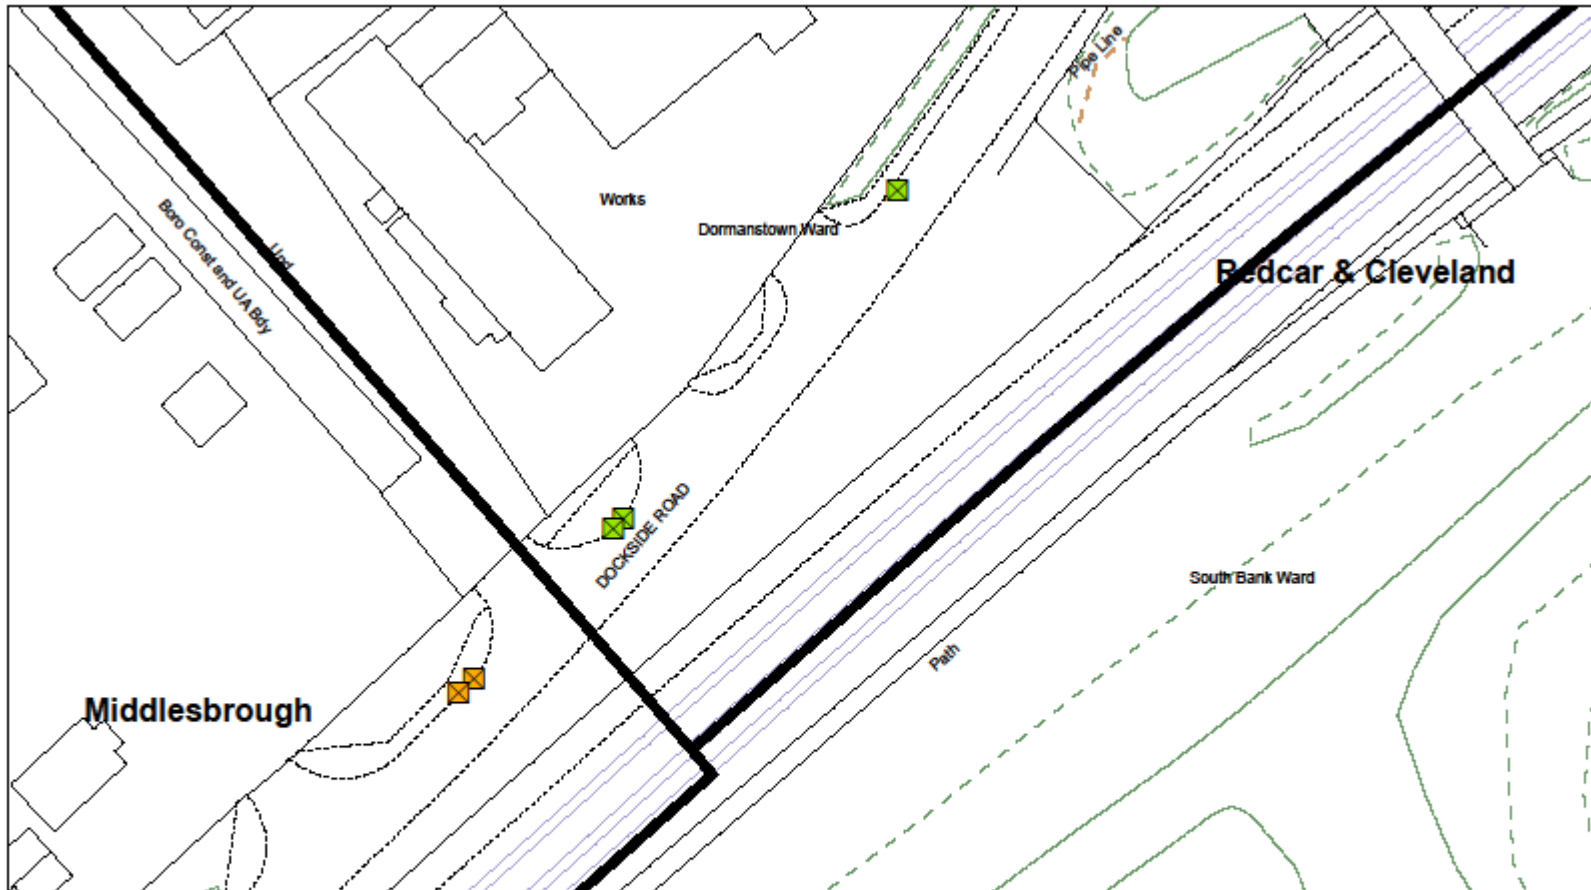 Pipe Line
Works
Dormanstown Ward
Boro Const and UA Bdy
Und
Redcar & Cleveland
DOCKSIDE ROAD
South Bank Ward
Path
Middlesbrough